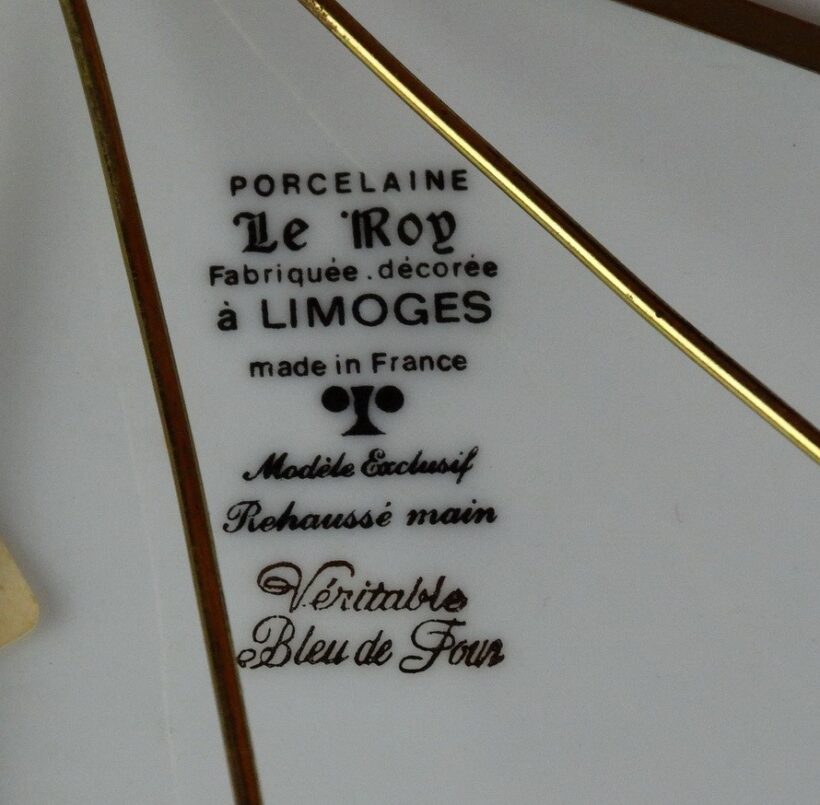 PORCELAINE
Le Roy
Fabriquée.décorée
à LIMOGES
made in France
Modèle Exclusif
Rehaussé main
Véritable
Bleu de Four